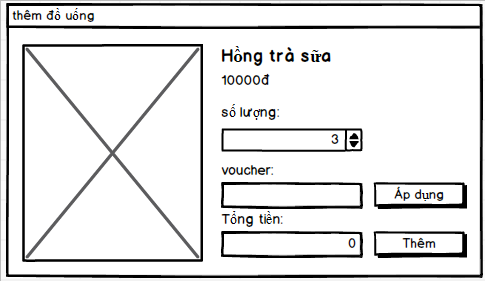 thêm đồ uống
Hồng trà sữa
10000đ
số lượng:
3
voucher:
Áp dụng
Tổng tiền:
0
Thêm